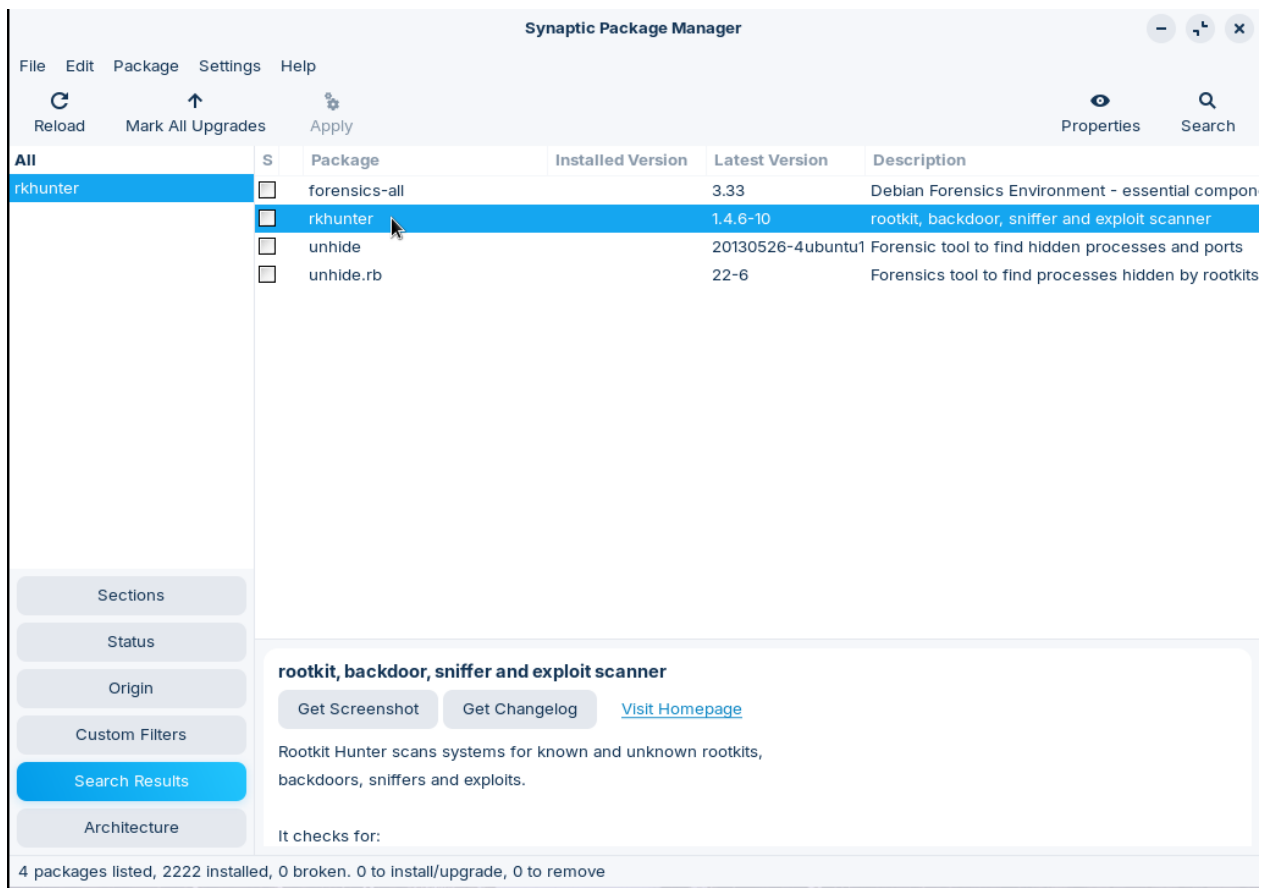 Synaptic Package Manager
File Edit Package Settings Help
Reload Mark All Upgrades Apply Properties Search
All
rkhunter
S Package Installed Version Latest Version Description
forensics-all 3.33 Debian Forensics Environment - essential compon
rkhunter 1.4.6-10 rootkit, backdoor, sniffer and exploit scanner
unhide 20130526-4ubuntu1 Forensic tool to find hidden processes and ports
unhide.rb 22-6 Forensics tool to find processes hidden by rootkits
Sections
Status
Origin
Custom Filters
Search Results
Architecture
rootkit, backdoor, sniffer and exploit scanner
Get Screenshot Get Changelog Visit Homepage
Rootkit Hunter scans systems for known and unknown rootkits,
backdoors, sniffers and exploits.
It checks for:
4 packages listed, 2222 installed, 0 broken. 0 to install/upgrade, 0 to remove